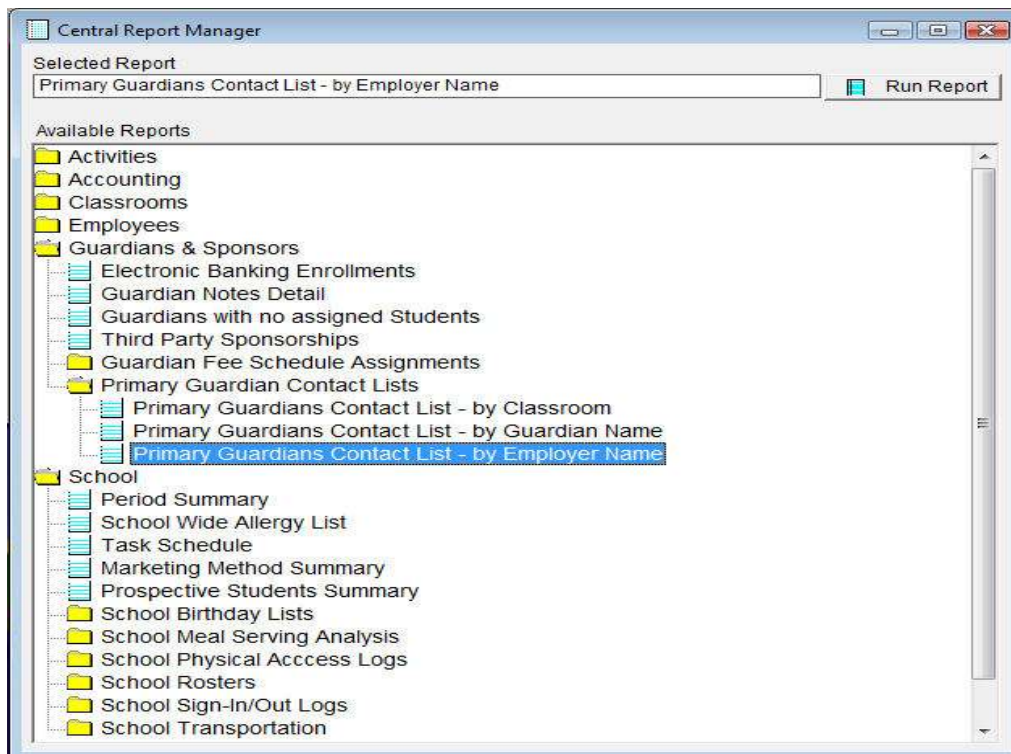 Central Report Manager
Selected Report
Primary Guardians Contact List - by Employer Name
Run Report
Available Reports
Activities
Accounting
Classrooms
Employees
Guardians & Sponsors
Electronic Banking Enrollments
Guardian Notes Detail
Guardians with no assigned Students
Third Party Sponsorships
Guardian Fee Schedule Assignments
Primary Guardian Contact Lists
Primary Guardians Contact List - by Classroom
Primary Guardians Contact List - by Guardian Name
Primary Guardians Contact List - by Employer Name
School
Period Summary
School Wide Allergy List
Task Schedule
Marketing Method Summary
Prospective Students Summary
School Birthday Lists
School Meal Serving Analysis
School Physical Acccess Logs
School Rosters
School Sign-In/Out Logs
School Transportation